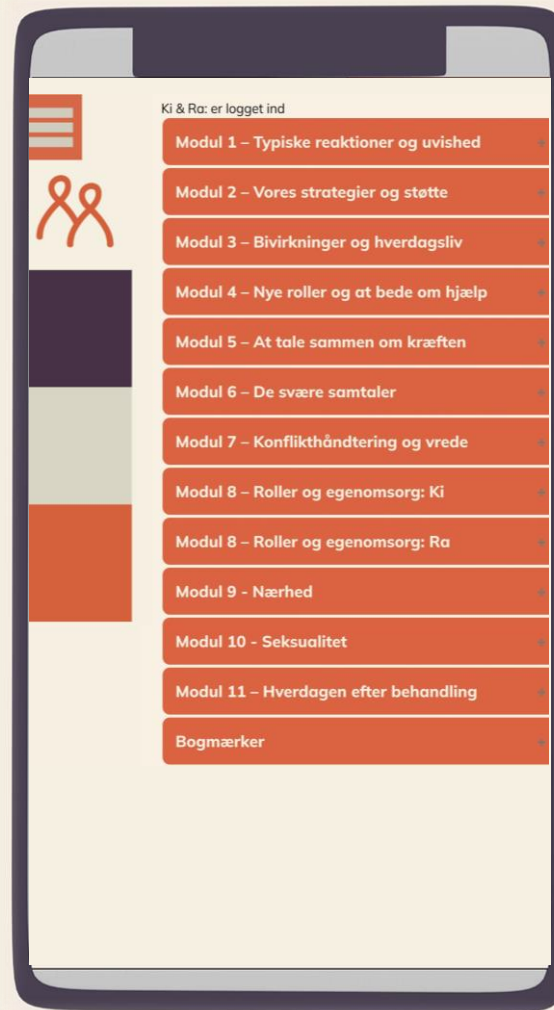 Ki & Ra: er logget ind
Modul 1 – Typiske reaktioner og uvished +
Modul 2 – Vores strategier og støtte +
Modul 3 – Bivirkninger og hverdagsliv +
Modul 4 – Nye roller og at bede om hjælp +
Modul 5 – At tale sammen om kræften +
Modul 6 – De svære samtaler +
Modul 7 – Konflikthåndtering og vrede +
Modul 8 – Roller og egenomsorg: Ki +
Modul 8 – Roller og egenomsorg: Ra +
Modul 9 - Nærhed +
Modul 10 - Seksualitet +
Modul 11 – Hverdagen efter behandling +
Bogmærker +